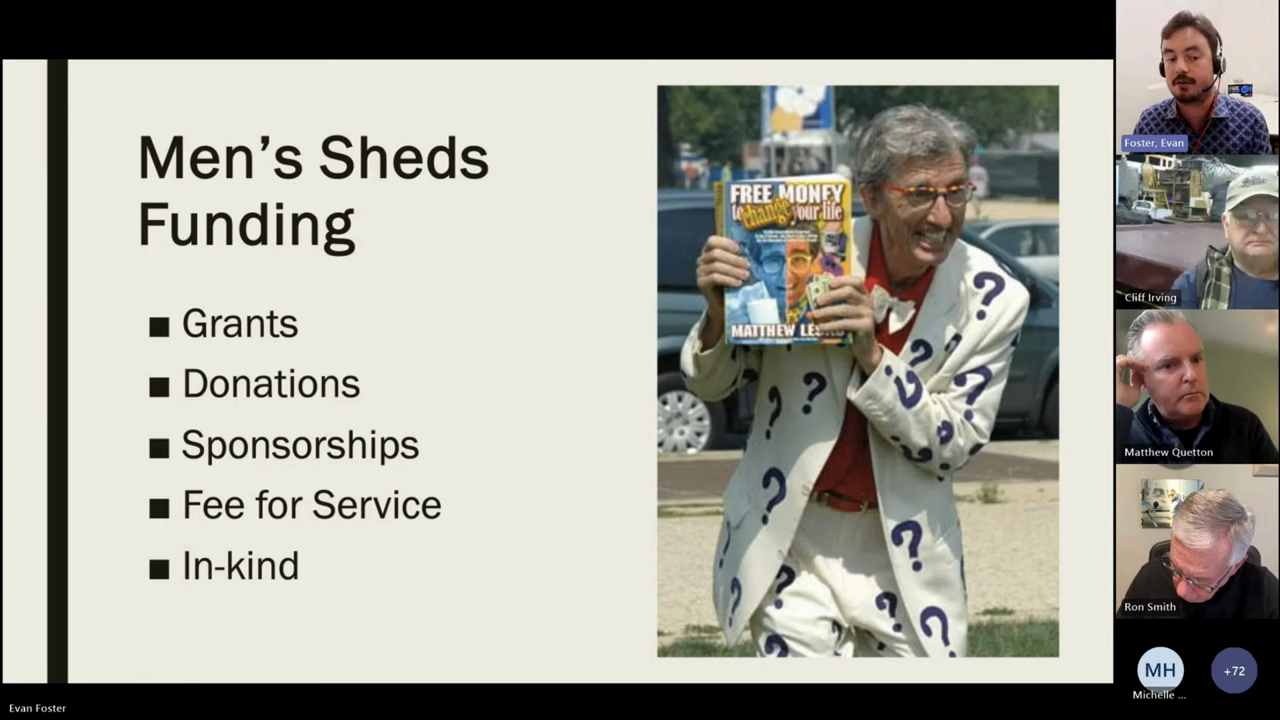 Men's Sheds
Funding
Grants
Donations
Sponsorships
Fee for Service
In-kind
FREE MONEY
to change your life
MATTHEW
Foster, Evan
Cliff Irving
Matthew Quetton
Ron Smith
MH
Michelle ...
+72
Evan Foster